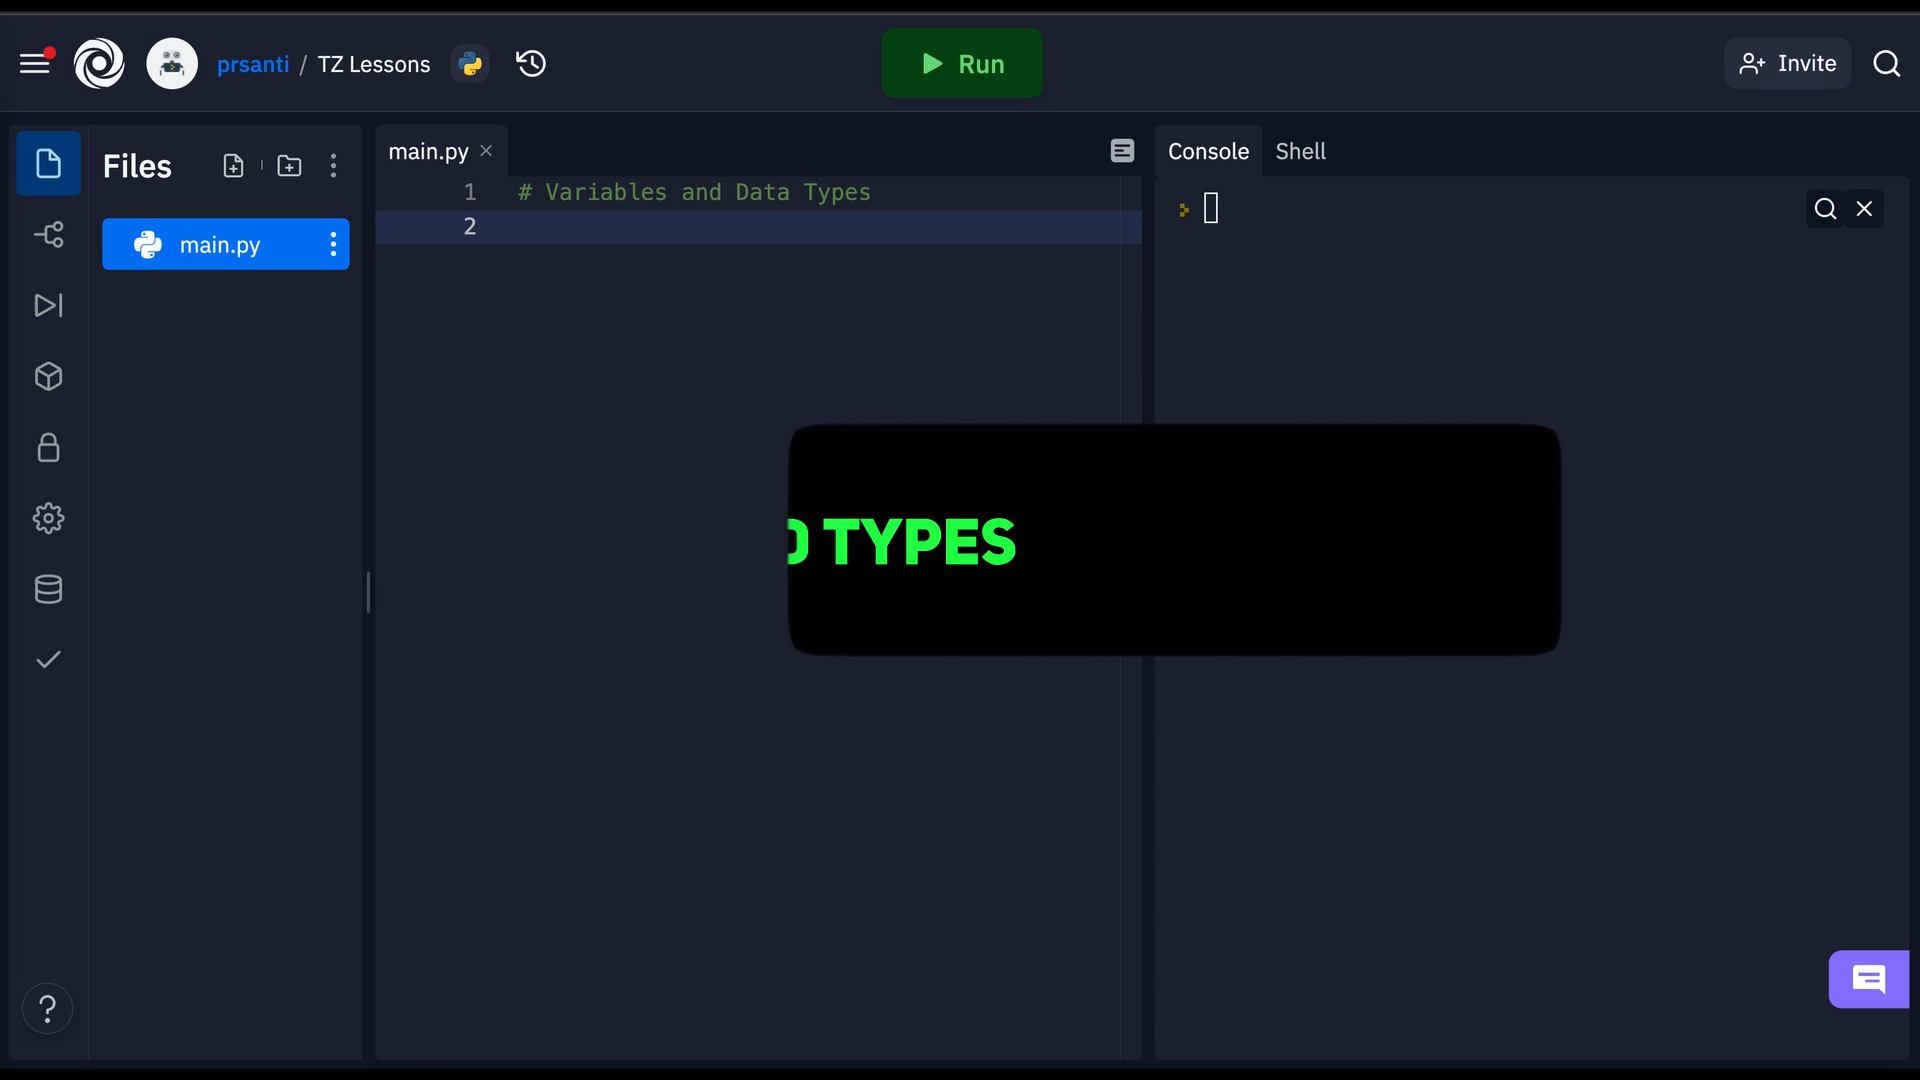 prsanti / TZ Lessons
Run
Invite
Files
main.py
main.py
1 # Variables and Data Types
2
Console
Shell
TYPES
?